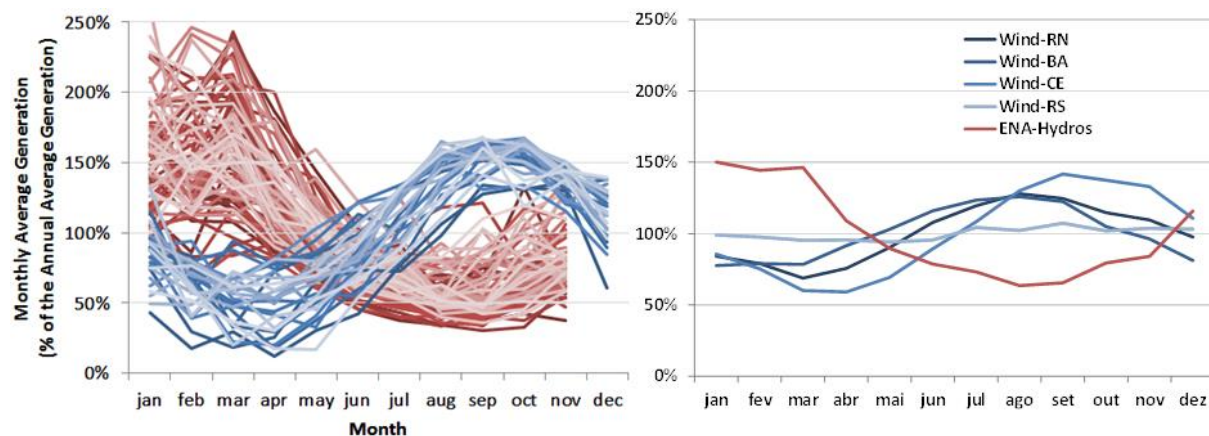 Monthly Average Generation
(% of the Annual Average Generation)
250%
200%
150%
100%
50%
0%
jan feb mar apr may jun jul aug sep oct nov dec
Month
250%
200%
150%
100%
50%
0%
jan fev mar abr mai jun jul ago set out nov dez
Wind-RN
Wind-BA
Wind-CE
Wind-RS
ENA-Hydros